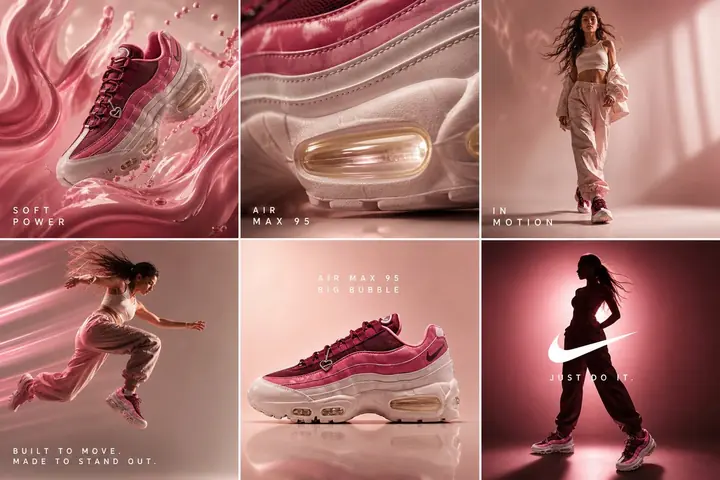 SOFT
POWER
AIR
MAX 95
IN
MOTION
BUILT TO MOVE.
MADE TO STAND OUT.
AIR MAX 95
BIG BUBBLE
JUST DO IT.